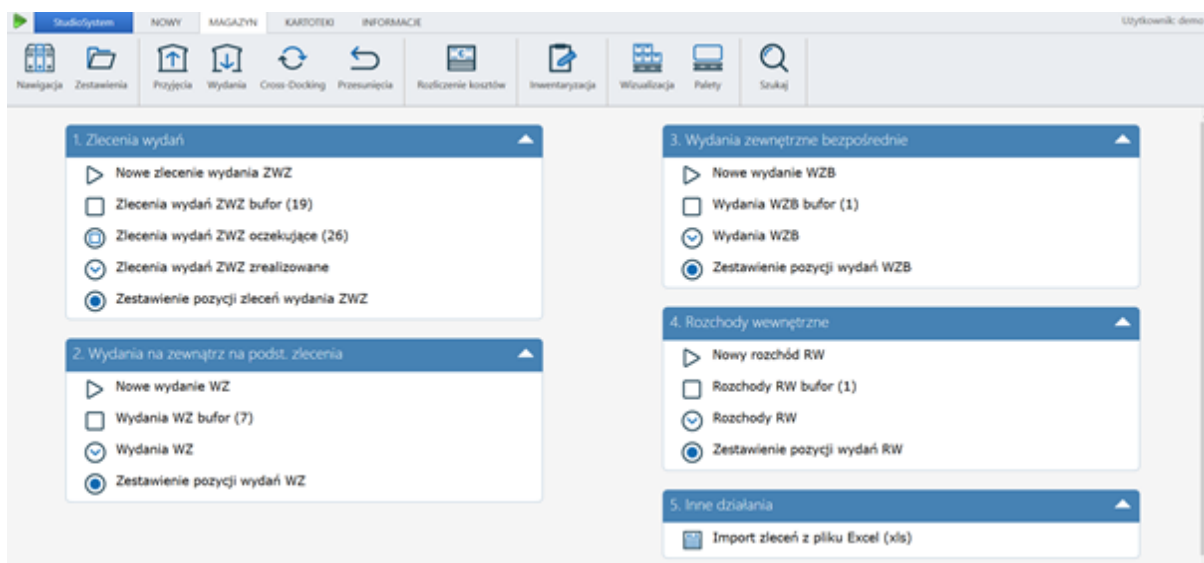 StudioSystem NOWY MAGAZYN KARTOTEKI INFORMACJE Użytkownik: demo
Nawigacja Zestawienia Przyjęcia Wydania Cross-Docking Przesunięcia Rozliczenie kosztów Inwentaryzacja Wizualizacja Palety Szukaj
1. Zlecenia wydań
Nowe zlecenie wydania ZWZ
Zlecenia wydań ZWZ bufor (19)
Zlecenia wydań ZWZ oczekujące (26)
Zlecenia wydań ZWZ zrealizowane
Zestawienie pozycji zleceń wydania ZWZ
2. Wydania na zewnątrz na podst. zlecenia
Nowe wydanie WZ
Wydania WZ bufor (7)
Wydania WZ
Zestawienie pozycji wydań WZ
3. Wydania zewnętrzne bezpośrednie
Nowe wydanie WZB
Wydania WZB bufor (1)
Wydania WZB
Zestawienie pozycji wydań WZB
4. Rozchody wewnętrzne
Nowy rozchód RW
Rozchody RW bufor (1)
Rozchody RW
Zestawienie pozycji wydań RW
5. Inne działania
Import zleceń z pliku Excel (xls)